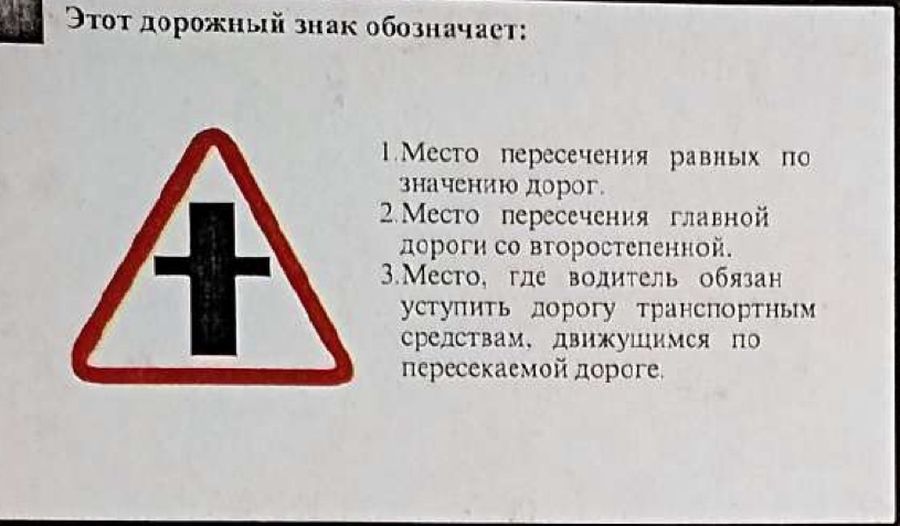 Этот дорожный знак обозначает:
1.Место пересечения равных по
значению дорог.
2.Место пересечения главной
дороги со второстепенной.
3.Место, где водитель обязан
уступить дорогу транспортным
средствам, движущимся по
пересекаемой дороге.